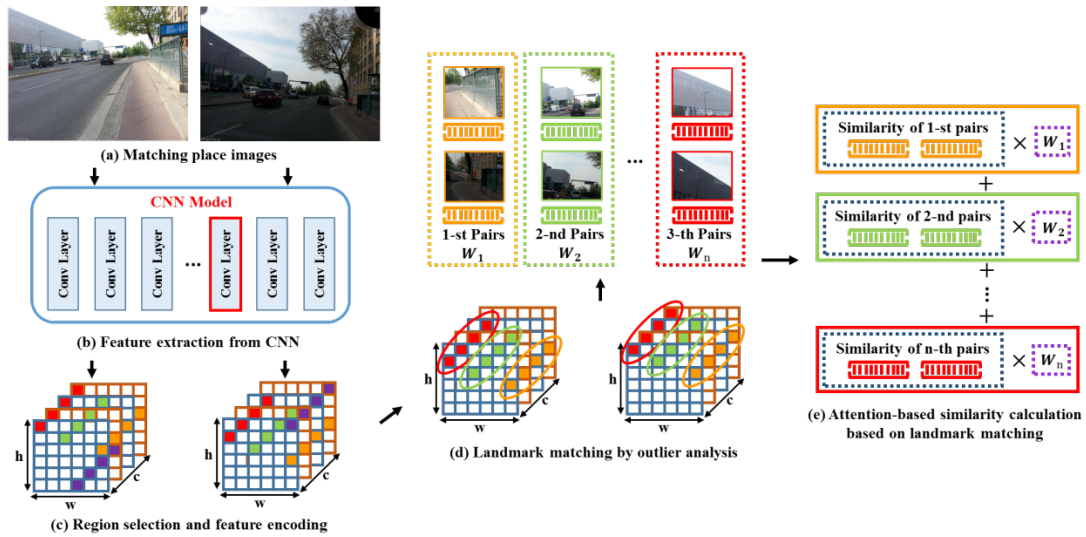 (a) Matching place images
CNN Model
Conv Layer
Conv Layer
Conv Layer
...
Conv Layer
Conv Layer
Conv Layer
(b) Feature extraction from CNN
h
w
c
h
w
c
(c) Region selection and feature encoding
1-st Pairs
W₁
2-nd Pairs
W₂
...
3-th Pairs
Wₙ
h
w
c
h
w
c
(d) Landmark matching by outlier analysis
Similarity of 1-st pairs
× W₁
+
Similarity of 2-nd pairs
× W₂
+
⋮
+
Similarity of n-th pairs
× Wₙ
(e) Attention-based similarity calculation
based on landmark matching